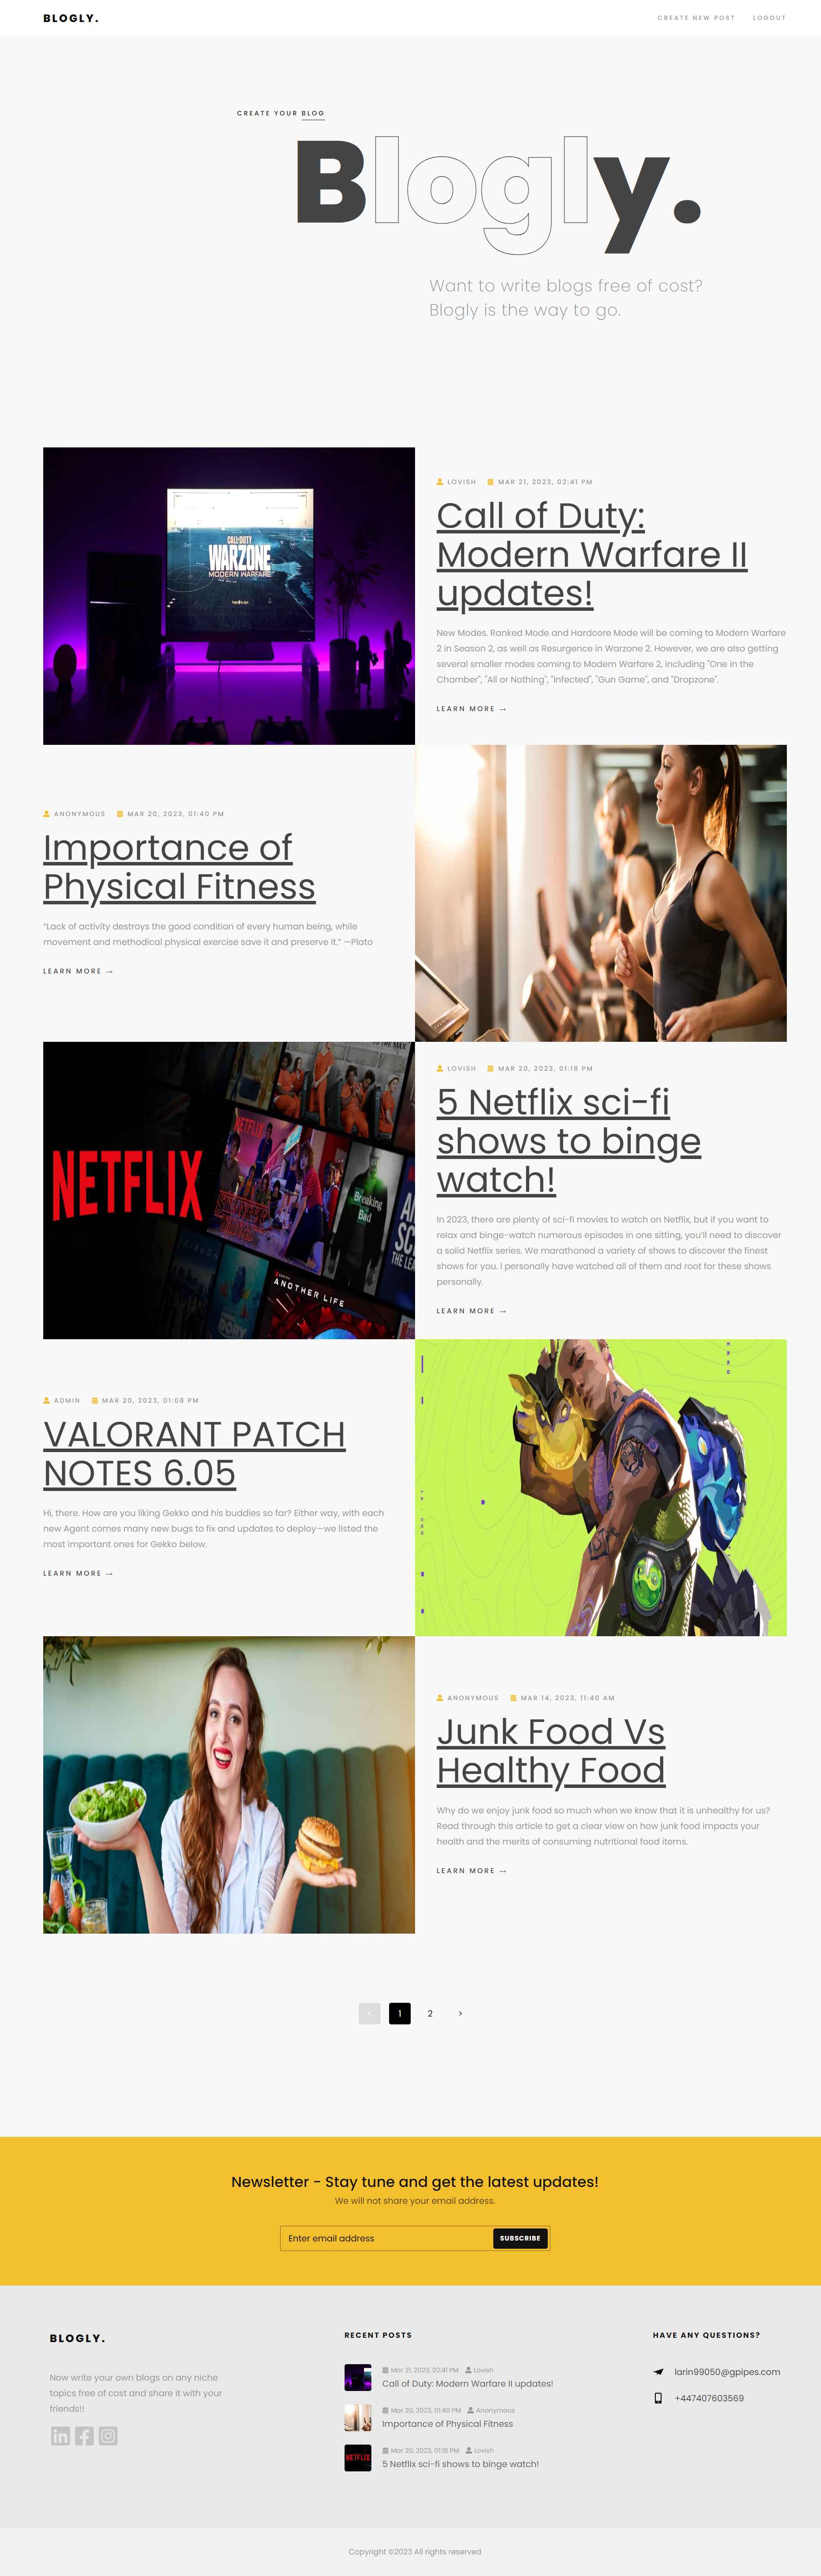 BLOGLY.
CREATE NEW POST LOGOUT
CREATE YOUR BLOG
Blogly.
Want to write blogs free of cost?
Blogly is the way to go.
CALL OF DUTY
WARZONE
MODERN WARFARE
LOVISH MAR 21, 2023, 02:41 PM
Call of Duty:
Modern Warfare II
updates!
New Modes. Ranked Mode and Hardcore Mode will be coming to Modern Warfare
2 in Season 2, as well as Resurgence in Warzone 2. However, we are also getting
several smaller modes coming to Modern Warfare 2, including "One in the
Chamber", "All or Nothing", "Infected", "Gun Game", and "Dropzone".
LEARN MORE →
ANONYMOUS MAR 20, 2023, 01:40 PM
Importance of
Physical Fitness
“Lack of activity destroys the good condition of every human being, while
movement and methodical physical exercise save it and preserve it.” —Plato
LEARN MORE →
NETFLIX
Breaking
Bad
ANOTHER LIFE
LOVISH MAR 20, 2023, 01:18 PM
5 Netflix sci-fi
shows to binge
watch!
In 2023, there are plenty of sci-fi movies to watch on Netflix, but if you want to
relax and binge-watch numerous episodes in one sitting, you’ll need to discover
a solid Netflix series. We marathoned a variety of shows to discover the finest
shows for you. I personally have watched all of them and root for these shows
personally.
LEARN MORE →
ADMIN MAR 20, 2023, 01:08 PM
VALORANT PATCH
NOTES 6.05
Hi, there. How are you liking Gekko and his buddies so far? Either way, with each
new Agent comes many new bugs to fix and updates to deploy—we listed the
most important ones for Gekko below.
LEARN MORE →
ANONYMOUS MAR 14, 2023, 11:40 AM
Junk Food Vs
Healthy Food
Why do we enjoy junk food so much when we know that it is unhealthy for us?
Read through this article to get a clear view on how junk food impacts your
health and the merits of consuming nutritional food items.
LEARN MORE →
< 1 2 >
Newsletter - Stay tune and get the latest updates!
We will not share your email address.
Enter email address SUBSCRIBE
BLOGLY.
Now write your own blogs on any niche
topics free of cost and share it with your
friends!!
RECENT POSTS
Mar 21, 2023, 02:41 PM Lovish
Call of Duty: Modern Warfare II updates!
Mar 20, 2023, 01:40 PM Anonymous
Importance of Physical Fitness
NETFLIX
Mar 20, 2023, 01:18 PM Lovish
5 Netflix sci-fi shows to binge watch!
HAVE ANY QUESTIONS?
larin99050@gpipes.com
+447407603569
Copyright ©2023 All rights reserved